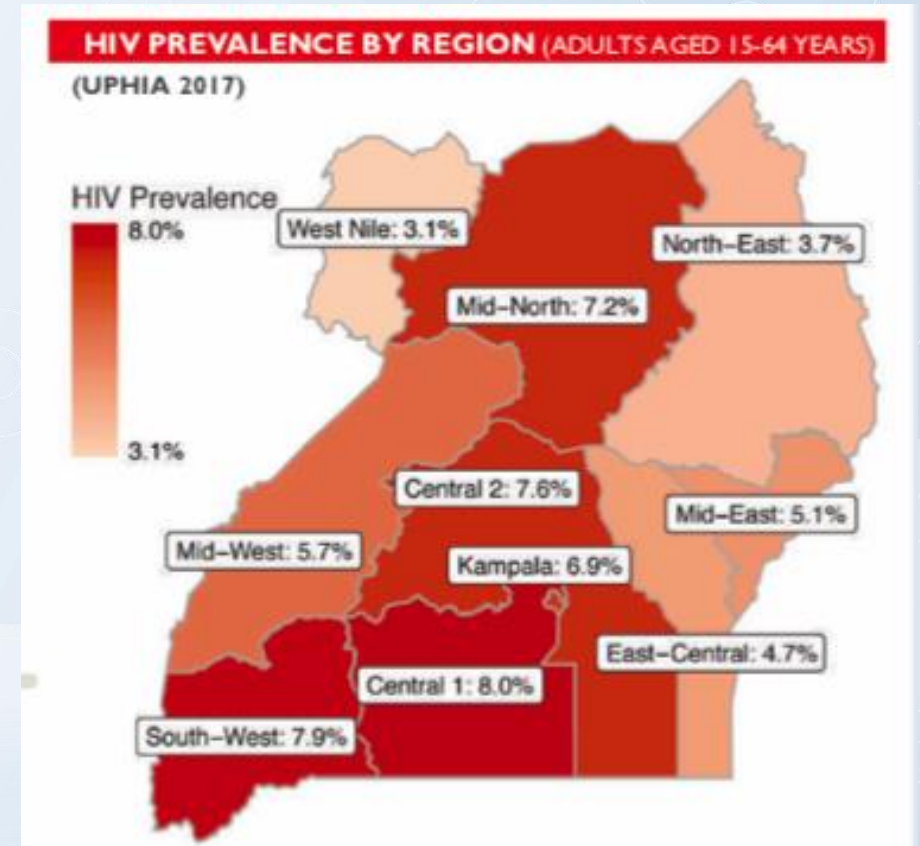 HIV PREVALENCE BY REGION (ADULTS AGED 15-64 YEARS)
(UPHIA 2017)
HIV Prevalence
8.0%
3.1%
West Nile: 3.1%
North-East: 3.7%
Mid-North: 7.2%
Central 2: 7.6%
Mid-East: 5.1%
Mid-West: 5.7%
Kampala: 6.9%
East-Central: 4.7%
Central 1: 8.0%
South-West: 7.9%